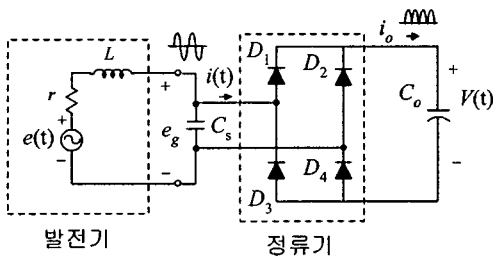 L
r
+
e(t)
−
+
e_g
−
C_s
i(t)
D_1
D_2
D_3
D_4
i_o
C_o
+
V(t)
−
발전기
정류기